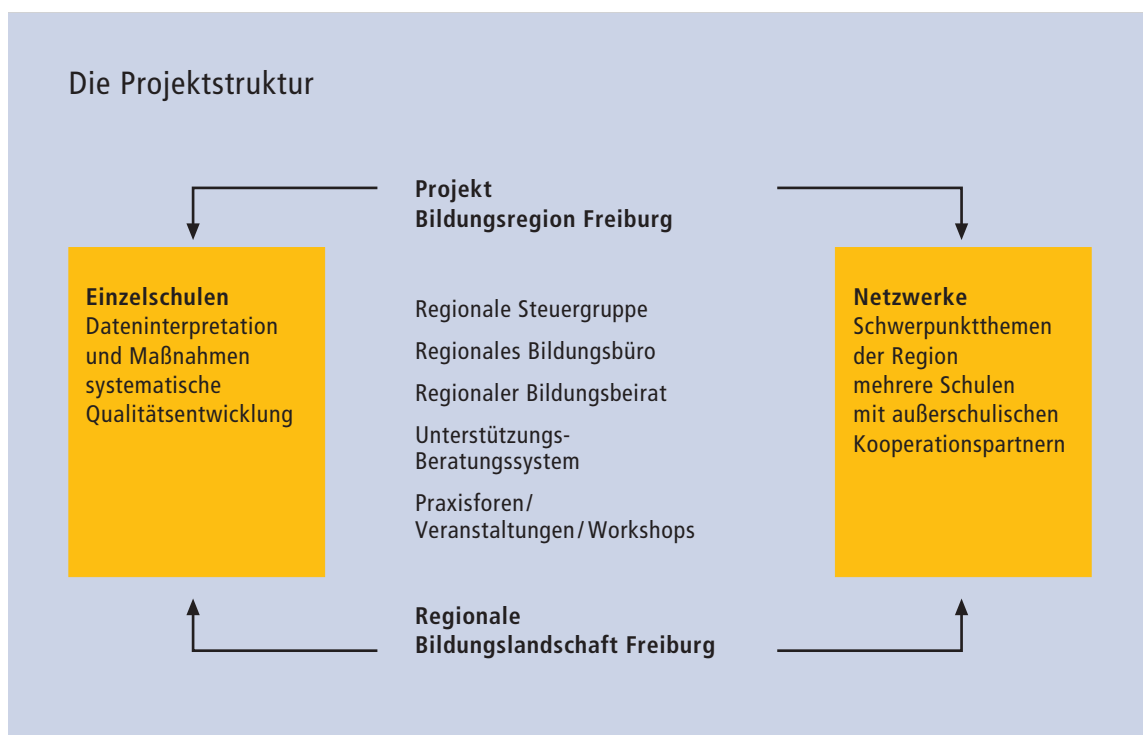 Die Projektstruktur
Projekt
Bildungsregion Freiburg
Einzelschulen
Dateninterpretation
und Maßnahmen
systematische
Qualitätsentwicklung
Regionale Steuergruppe
Regionales Bildungsbüro
Regionaler Bildungsbeirat
Unterstützungs-
Beratungssystem
Praxisforen/
Veranstaltungen/Workshops
Netzwerke
Schwerpunktthemen
der Region
mehrere Schulen
mit außerschulischen
Kooperationspartnern
Regionale
Bildungslandschaft Freiburg